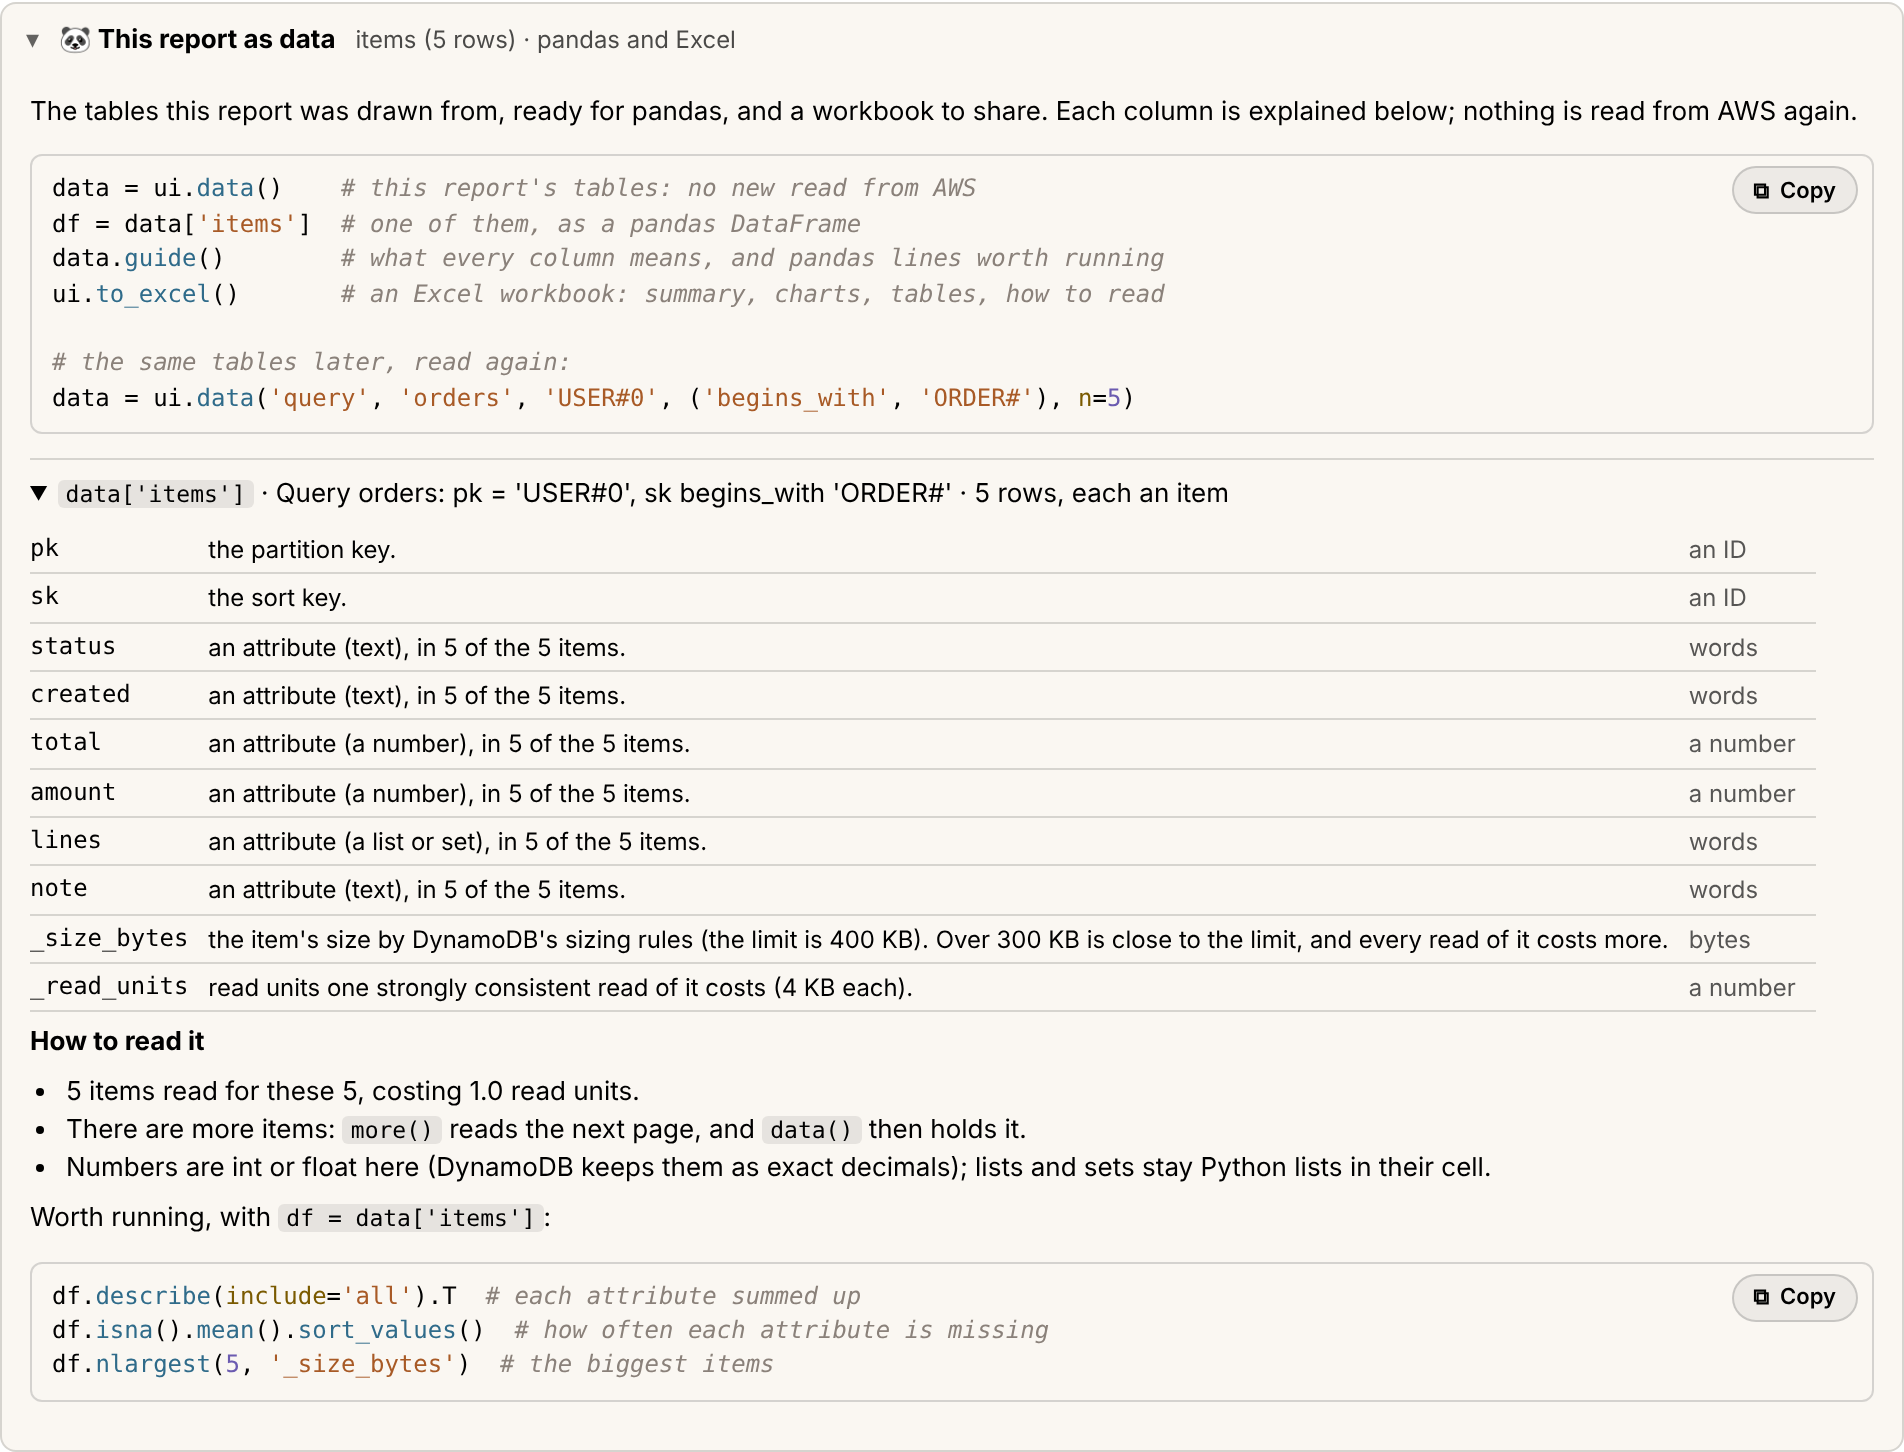 ▼ 🐼 This report as data items (5 rows) · pandas and Excel
The tables this report was drawn from, ready for pandas, and a workbook to share. Each column is explained below; nothing is read from AWS again.
data = ui.data()    # this report's tables: no new read from AWS
Copy
df = data['items']  # one of them, as a pandas DataFrame
data.guide()        # what every column means, and pandas lines worth running
ui.to_excel()       # an Excel workbook: summary, charts, tables, how to read
# the same tables later, read again:
data = ui.data('query', 'orders', 'USER#0', ('begins_with', 'ORDER#'), n=5)
▼ data['items'] · Query orders: pk = 'USER#0', sk begins_with 'ORDER#' · 5 rows, each an item
pk the partition key. an ID
sk the sort key. an ID
status an attribute (text), in 5 of the 5 items. words
created an attribute (text), in 5 of the 5 items. words
total an attribute (a number), in 5 of the 5 items. a number
amount an attribute (a number), in 5 of the 5 items. a number
lines an attribute (a list or set), in 5 of the 5 items. words
note an attribute (text), in 5 of the 5 items. words
_size_bytes the item's size by DynamoDB's sizing rules (the limit is 400 KB). Over 300 KB is close to the limit, and every read of it costs more. bytes
_read_units read units one strongly consistent read of it costs (4 KB each). a number
How to read it
• 5 items read for these 5, costing 1.0 read units.
• There are more items: more() reads the next page, and data() then holds it.
• Numbers are int or float here (DynamoDB keeps them as exact decimals); lists and sets stay Python lists in their cell.
Worth running, with df = data['items']:
df.describe(include='all').T  # each attribute summed up
Copy
df.isna().mean().sort_values()  # how often each attribute is missing
df.nlargest(5, '_size_bytes')  # the biggest items